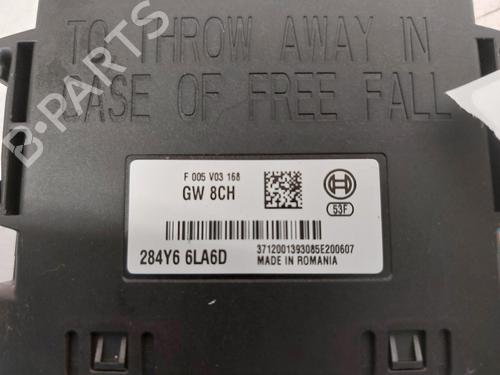 TO THROW AWAY IN
CASE OF FREE FALL
F 005 V03 168
GW 8CH
53F
284Y6 6LA6D
3712001393085E200607
MADE IN ROMANIA
B-PARTS